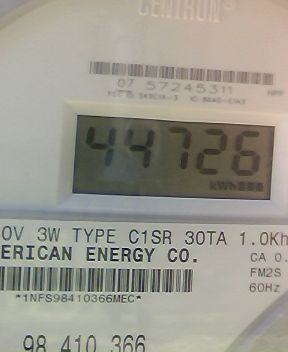 CENTRON®
07 57245311
44726
kWh
0V 3W TYPE C1SR 30TA 1.0Kh
ERICAN ENERGY CO.
CA 0.
FM2S
60Hz
*1NFS98410366MEC*
98 410 366